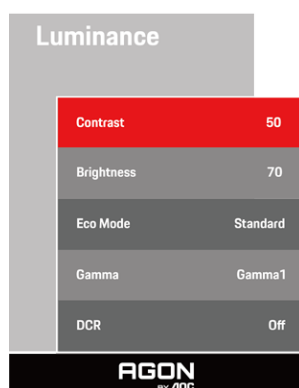 Luminance
Contrast 50
Brightness 70
Eco Mode Standard
Gamma Gamma1
DCR Off
AGON
BY AOC